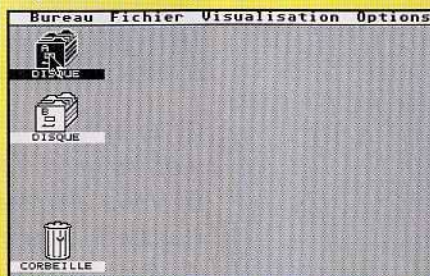 Bureau Fichier Visualisation Options
A
DISQUE
B
DISQUE
CORBEILLE